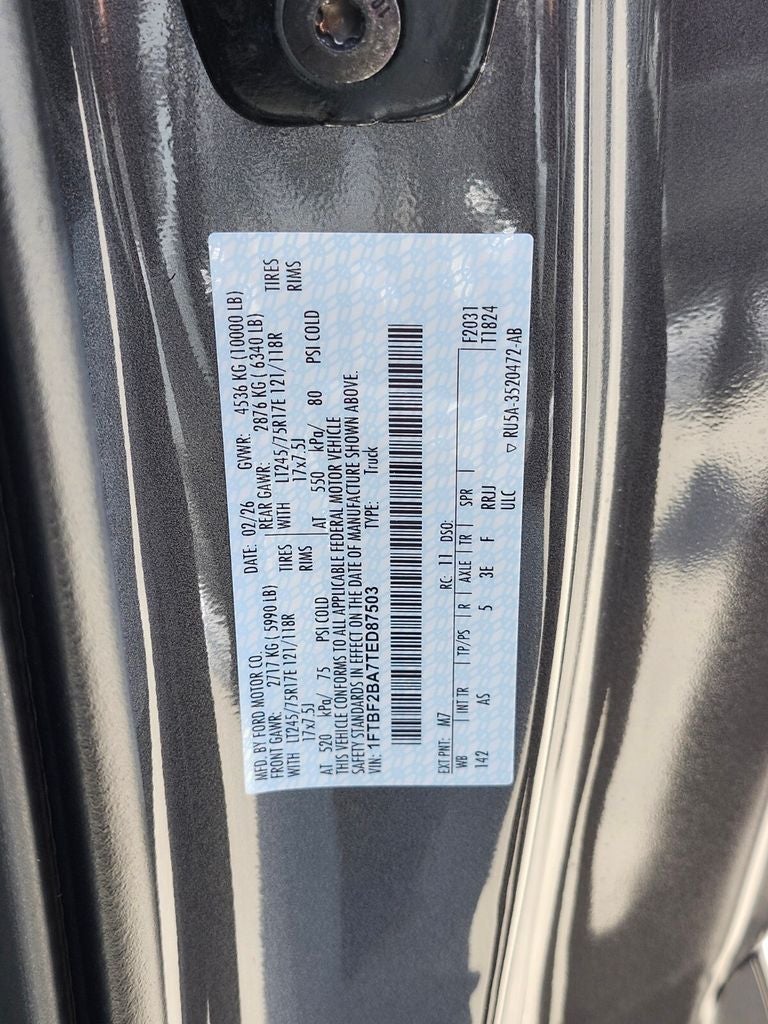 MFD. BY FORD MOTOR CO.
DATE: 02/26 GVWR: 4536 KG (10000 LB)
FRONT GAWR: 2717 KG ( 5990 LB) REAR GAWR: 2876 KG ( 6340 LB)
WITH LT245/75R17E 121/118R TIRES WITH LT245/75R17E 121/118R TIRES
17x7.5J RIMS 17x7.5J RIMS
AT 520 kPa/ 75 PSI COLD AT 550 kPa/ 80 PSI COLD
THIS VEHICLE CONFORMS TO ALL APPLICABLE FEDERAL MOTOR VEHICLE
SAFETY STANDARDS IN EFFECT ON THE DATE OF MANUFACTURE SHOWN ABOVE.
VIN: 1FTBF2BA7TED87503 TYPE: Truck
EXT PNT: M7 RC: 11 DSO:
WB INT TR TP/PS R AXLE TR SPR F2031
142 AS 5 3E F RRJJ T1824
ULC
▽ RU5A-3520472-AB
10